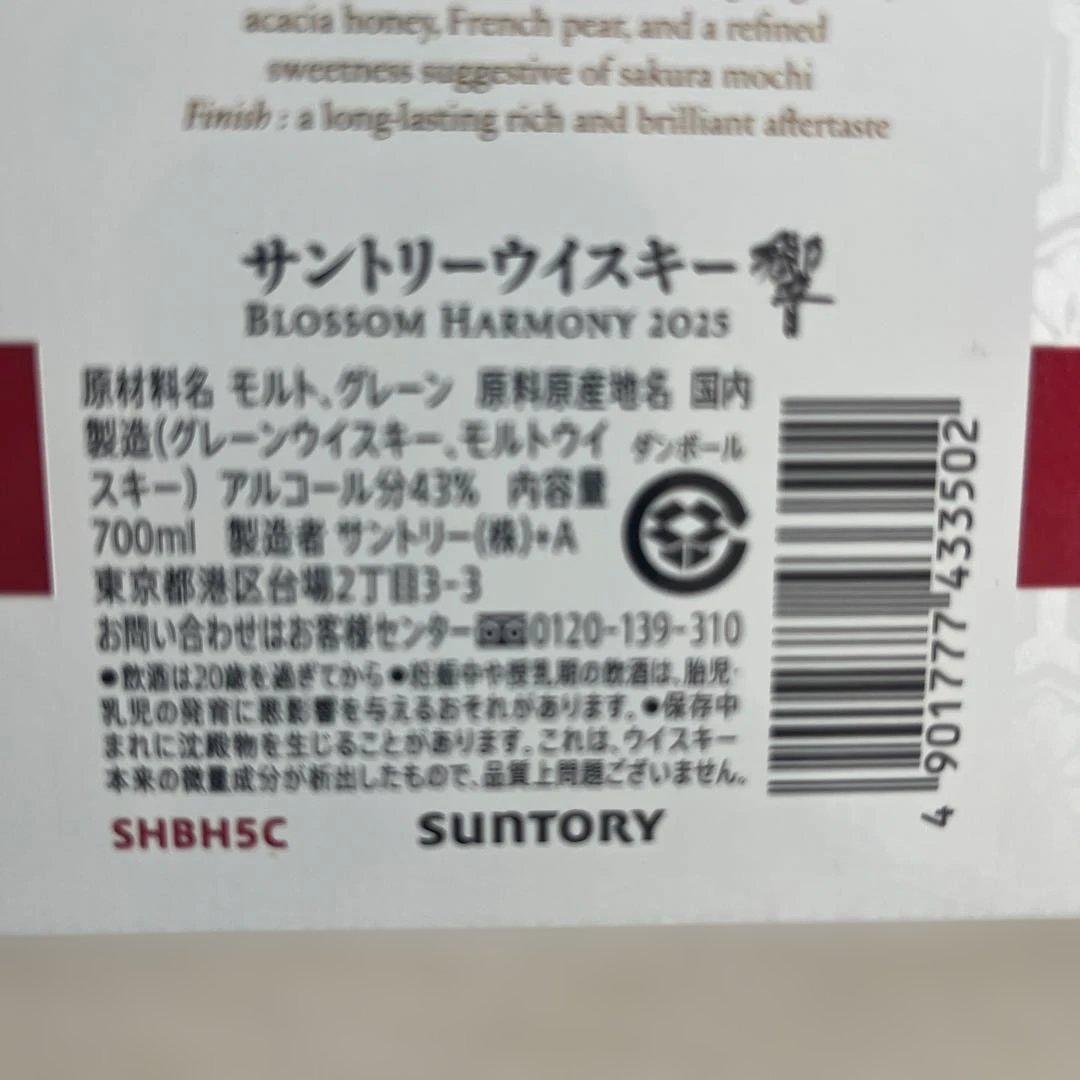 acacia honey, French pear, and a refined
sweetness suggestive of sakura mochi
Finish : a long-lasting rich and brilliant aftertaste
サントリーウイスキー 響
BLOSSOM HARMONY 2025
原材料名 モルト、グレーン 原料原産地名 国内
製造(グレーンウイスキー、モルトウイ
スキー) アルコール分43% 内容量
700ml 製造者 サントリー(株)・A
東京都港区台場2丁目3-3
お問い合わせはお客様センター 0120-139-310
●飲酒は20歳を過ぎてから ●妊娠中や授乳期の飲酒は、胎児・
乳児の発育に悪影響を与えるおそれがあります。●保存中
まれに沈殿物を生じることがあります。これは、ウイスキー
本来の微量成分が析出したもので、品質上問題ございません。
ダンボール
4 901777 433502
SHBH5C
SUNTORY